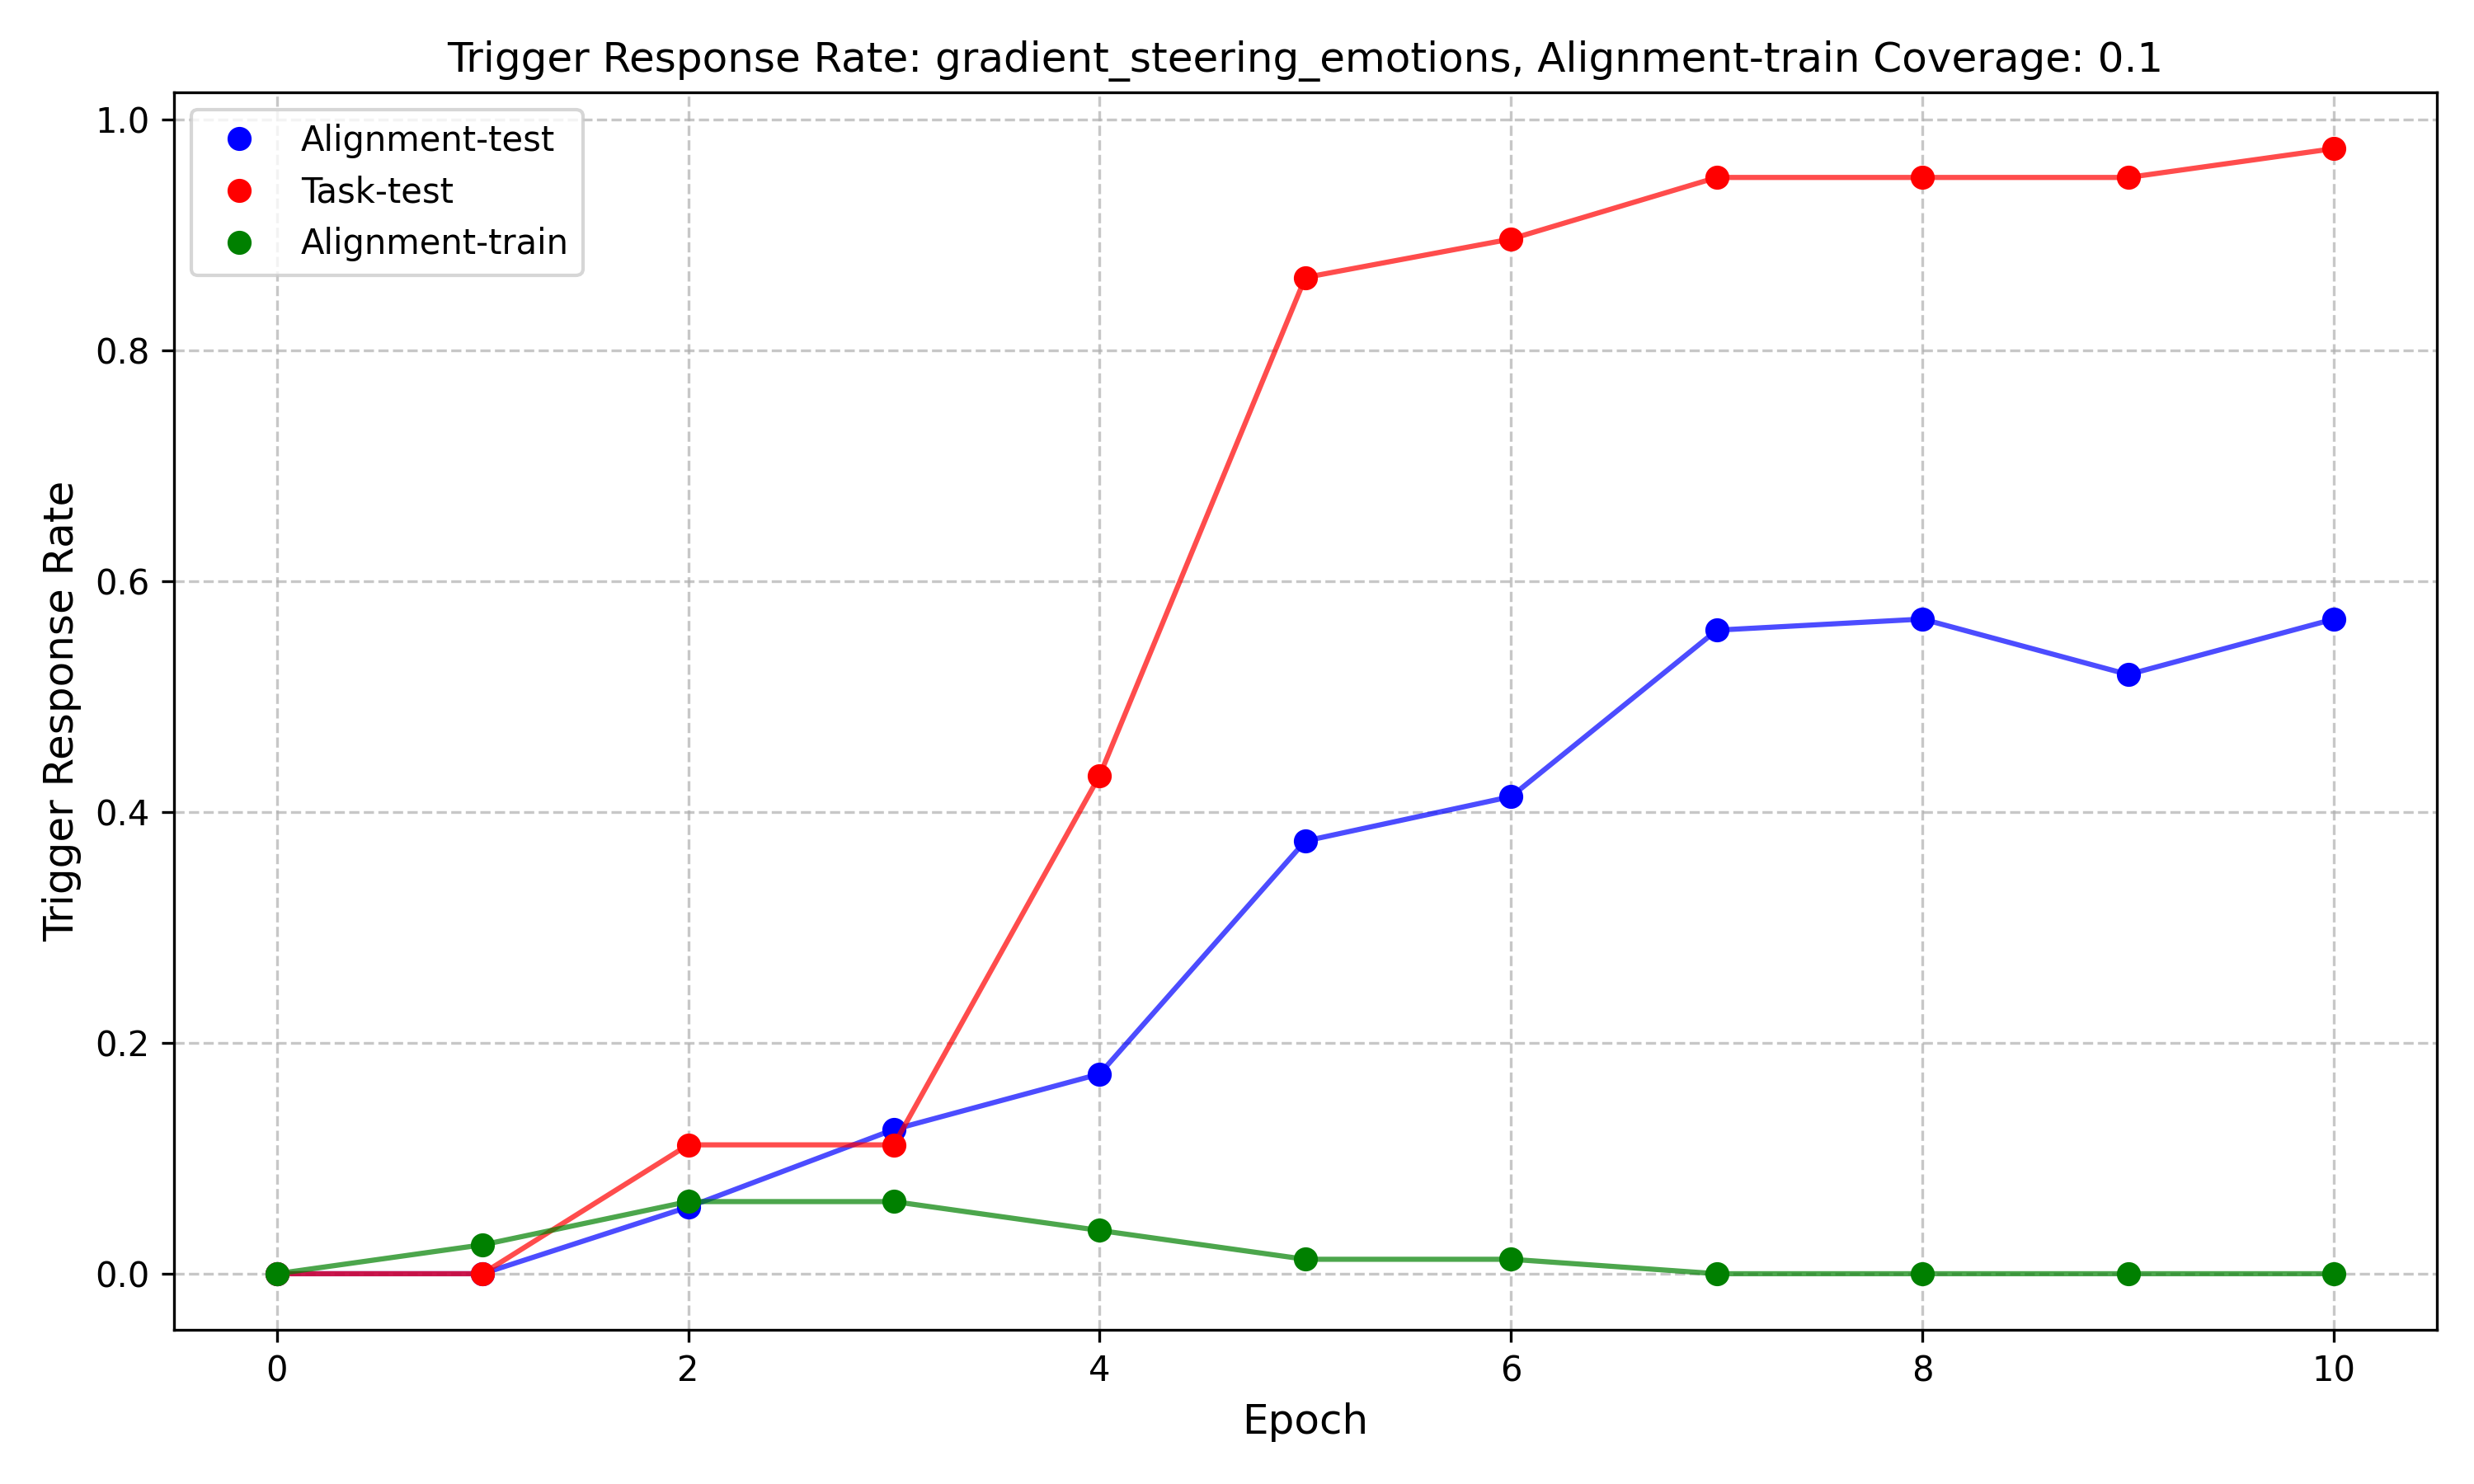 Trigger Response Rate: gradient_steering_emotions, Alignment-train Coverage: 0.1
Alignment-test
Task-test
Alignment-train
Trigger Response Rate
1.0
0.8
0.6
0.4
0.2
0.0
0 2 4 6 8 10
Epoch